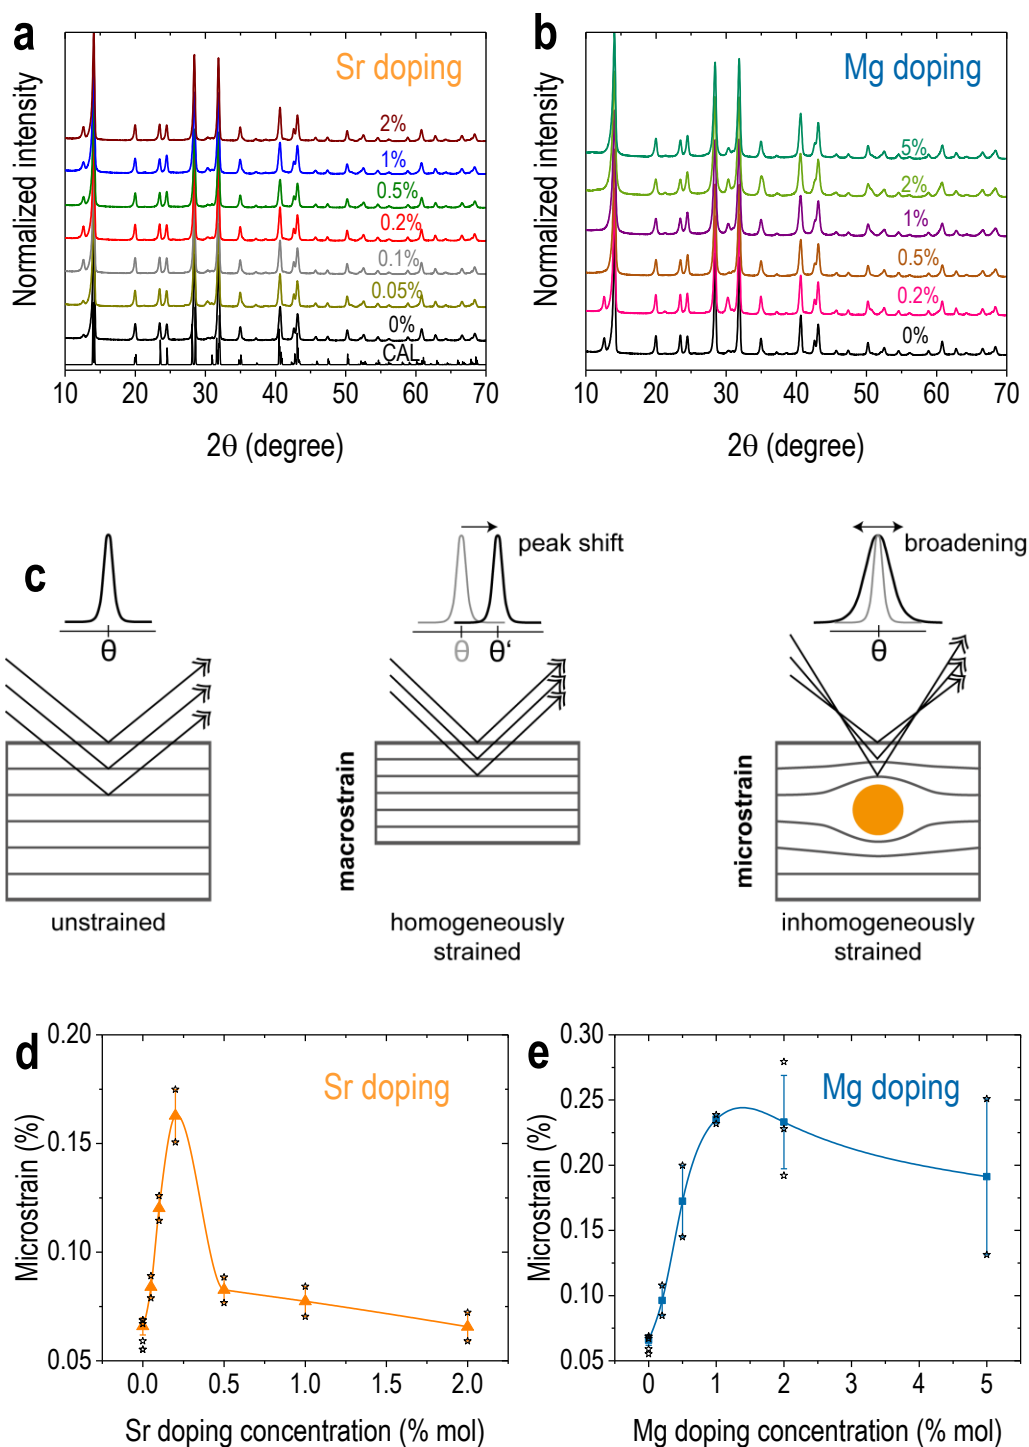 a
Sr doping
Normalized intensity
2%
1%
0.5%
0.2%
0.1%
0.05%
0%
CAL
10 20 30 40 50 60 70
2θ (degree)
b
Mg doping
Normalized intensity
5%
2%
1%
0.5%
0.2%
0%
10 20 30 40 50 60 70
2θ (degree)
c
θ
unstrained
peak shift
θ θ‘
macrostrain
homogeneously
strained
broadening
θ
microstrain
inhomogeneously
strained
d
Sr doping
Microstrain (%)
0.20
0.15
0.10
0.05
0.0 0.5 1.0 1.5 2.0
Sr doping concentration (% mol)
e
Mg doping
Microstrain (%)
0.30
0.25
0.20
0.15
0.10
0.05
0 1 2 3 4 5
Mg doping concentration (% mol)